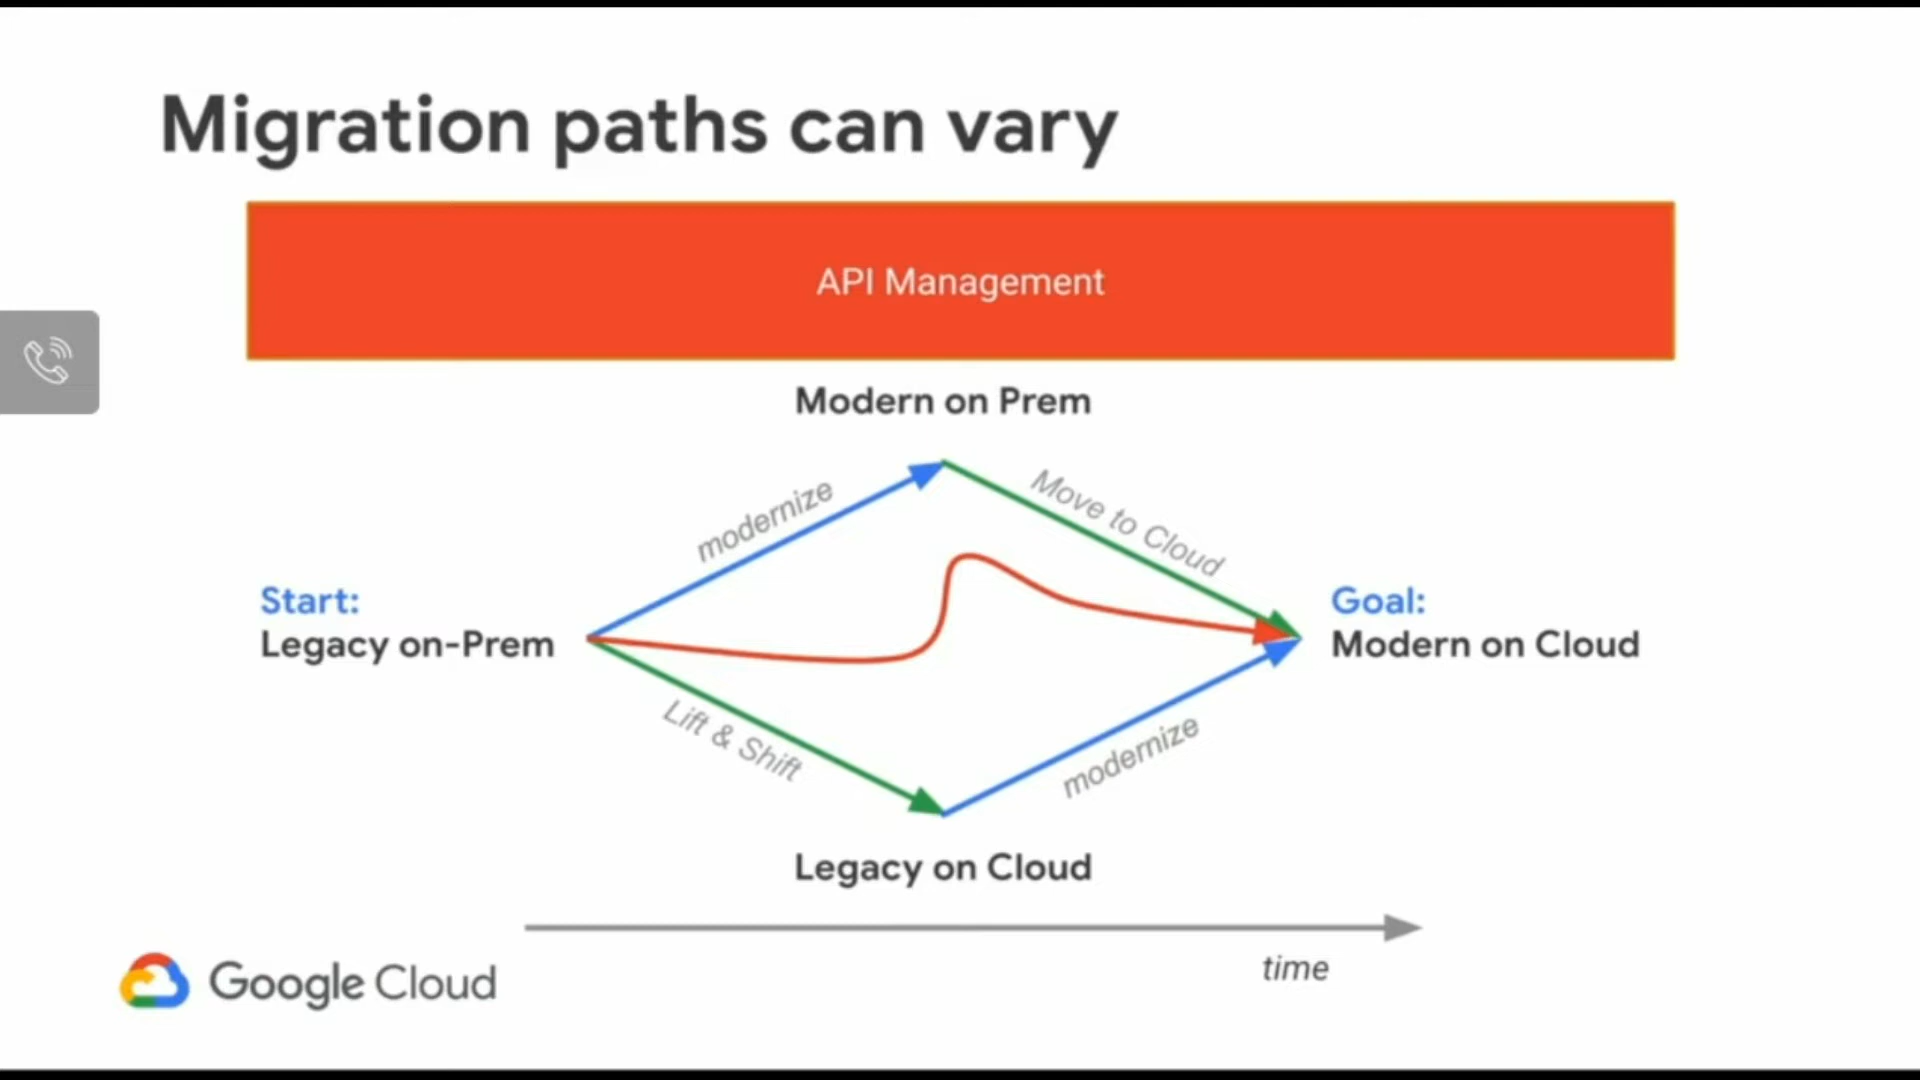 Migration paths can vary
API Management
Modern on Prem
modernize
Move to Cloud
Start:
Legacy on-Prem
Goal:
Modern on Cloud
Lift & Shift
modernize
Legacy on Cloud
time
Google Cloud